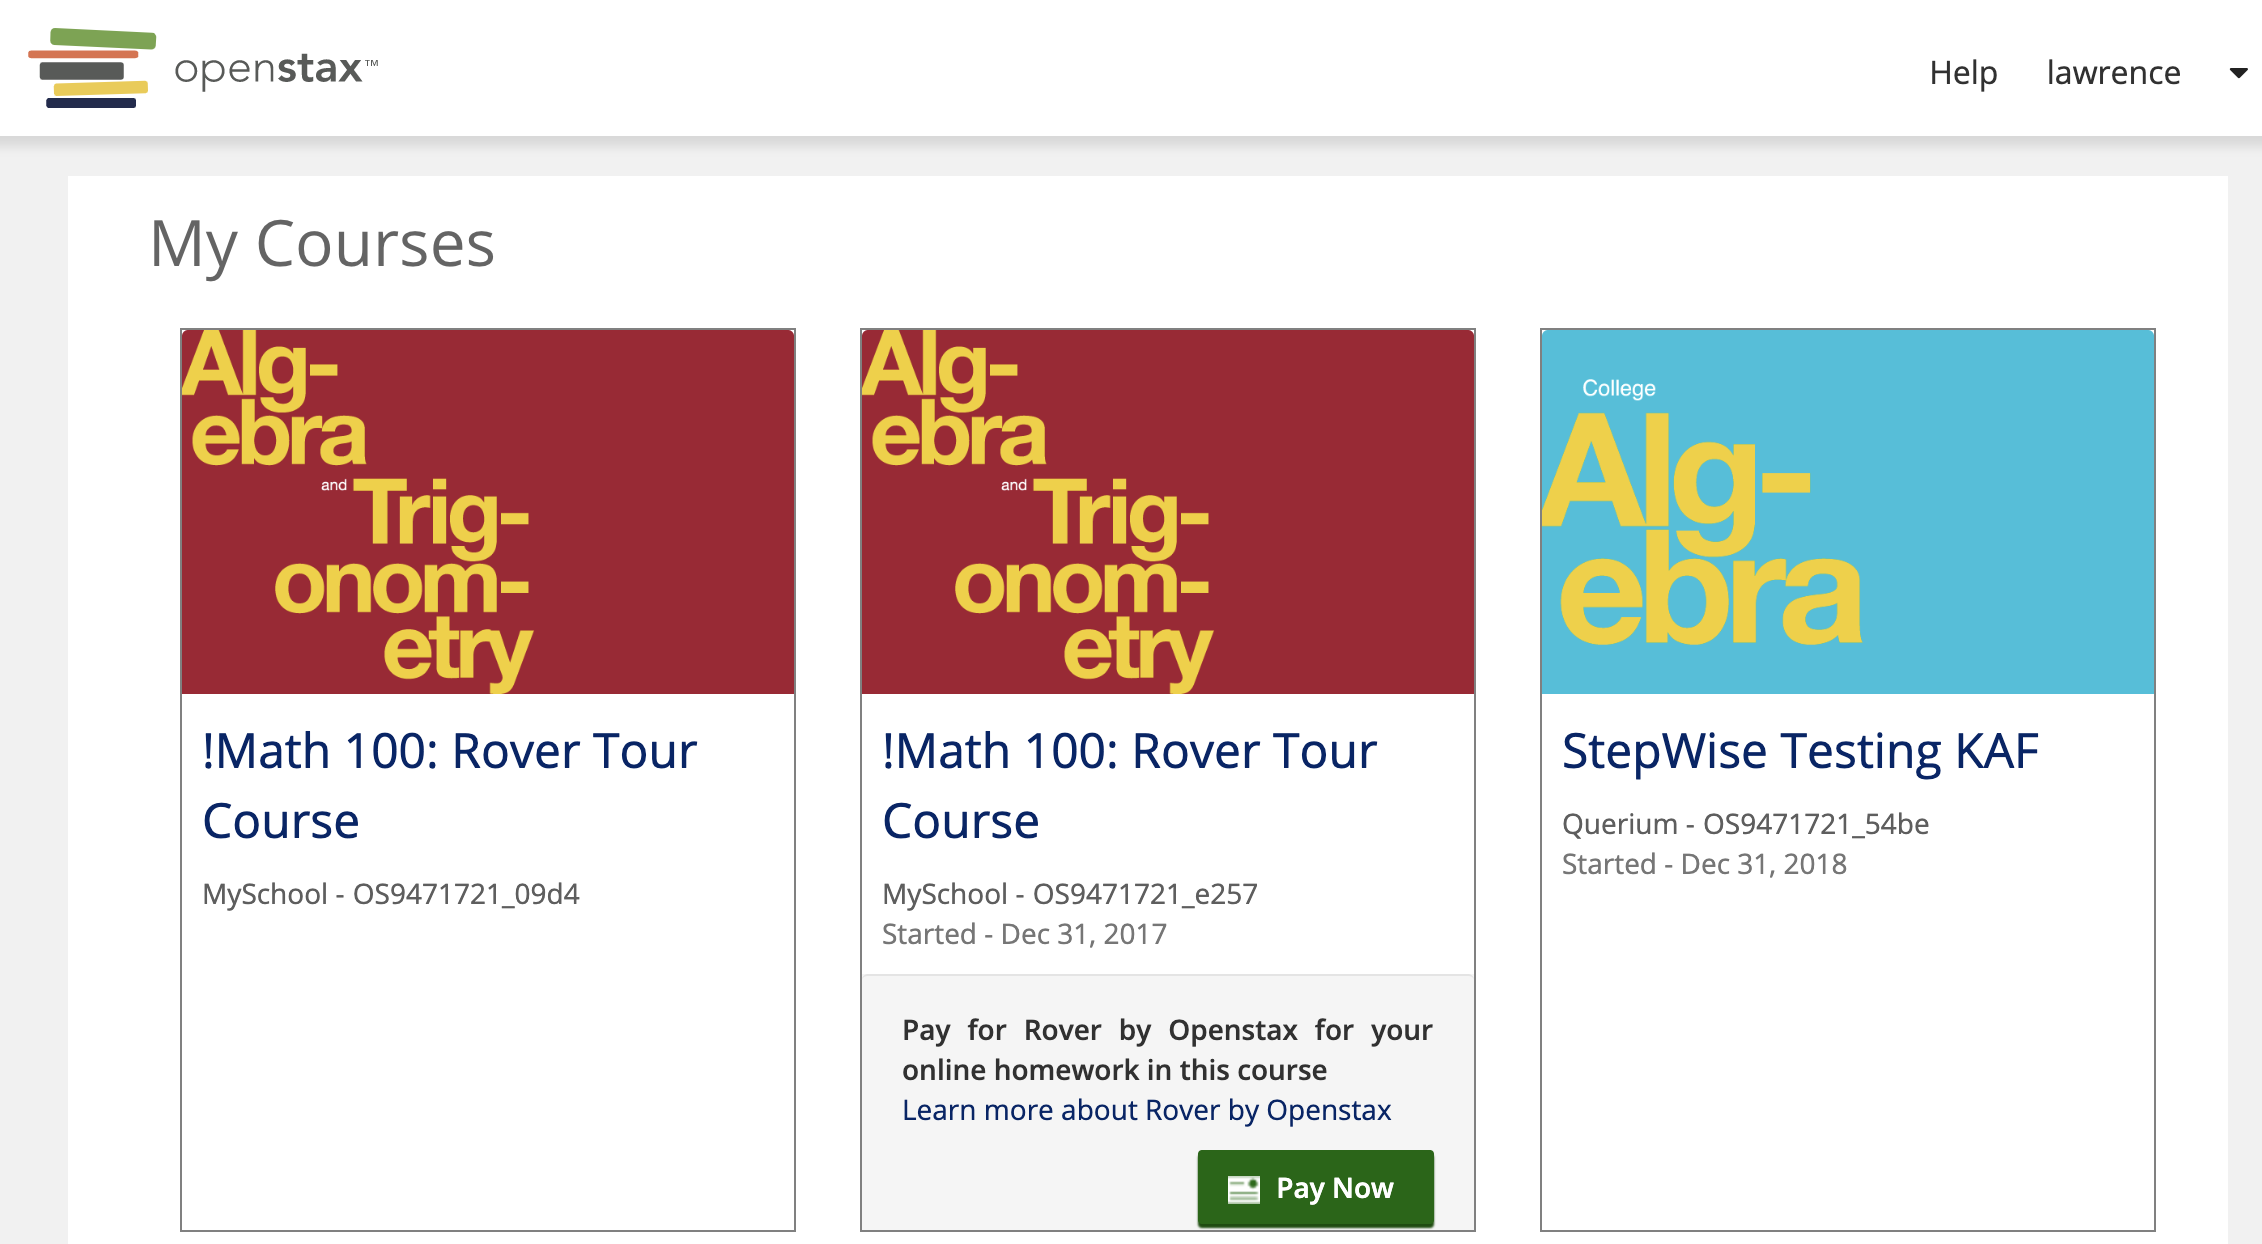 openstax™
Help lawrence
My Courses
Alg-
ebra
and Trig-
onom-
etry
!Math 100: Rover Tour
Course
MySchool - OS9471721_09d4
Alg-
ebra
and Trig-
onom-
etry
!Math 100: Rover Tour
Course
MySchool - OS9471721_e257
Started - Dec 31, 2017
Pay for Rover by Openstax for your
online homework in this course
Learn more about Rover by Openstax
Pay Now
College
Alg-
ebra
StepWise Testing KAF
Querium - OS9471721_54be
Started - Dec 31, 2018